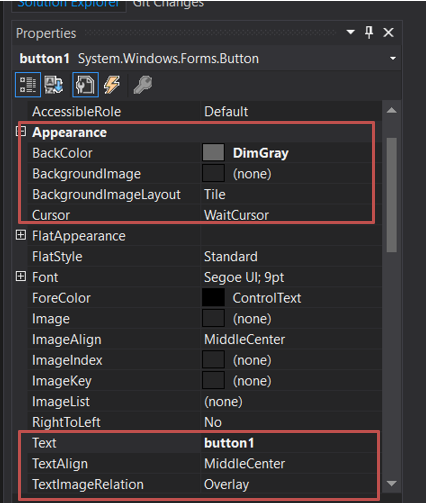 Solution Explorer Git Changes
Properties
button1 System.Windows.Forms.Button
AccessibleRole Default
Appearance
BackColor DimGray
BackgroundImage (none)
BackgroundImageLayout Tile
Cursor WaitCursor
FlatAppearance
FlatStyle Standard
Font Segoe UI; 9pt
ForeColor ControlText
Image (none)
ImageAlign MiddleCenter
ImageIndex (none)
ImageKey (none)
ImageList (none)
RightToLeft No
Text button1
TextAlign MiddleCenter
TextImageRelation Overlay